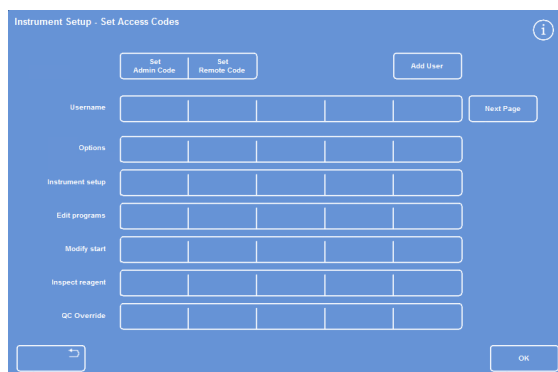 Instrument Setup - Set Access Codes
i
Set
Admin Code
Set
Remote Code
Add User
Username
Next Page
Options
Instrument setup
Edit programs
Modify start
Inspect reagent
QC Override
OK